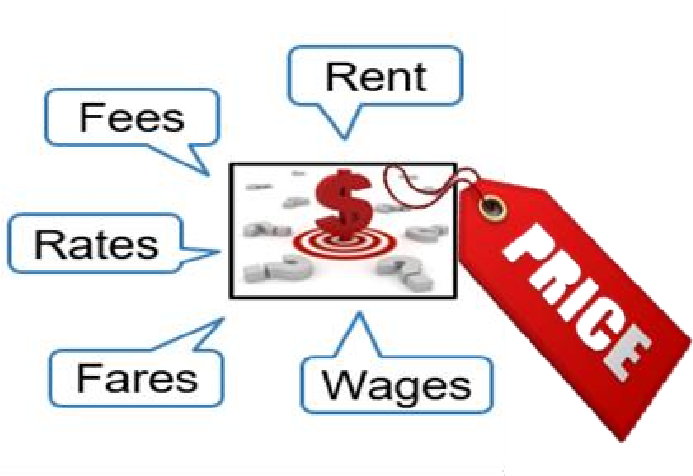 Rent
Fees
Rates
$
PRICE
Fares
Wages